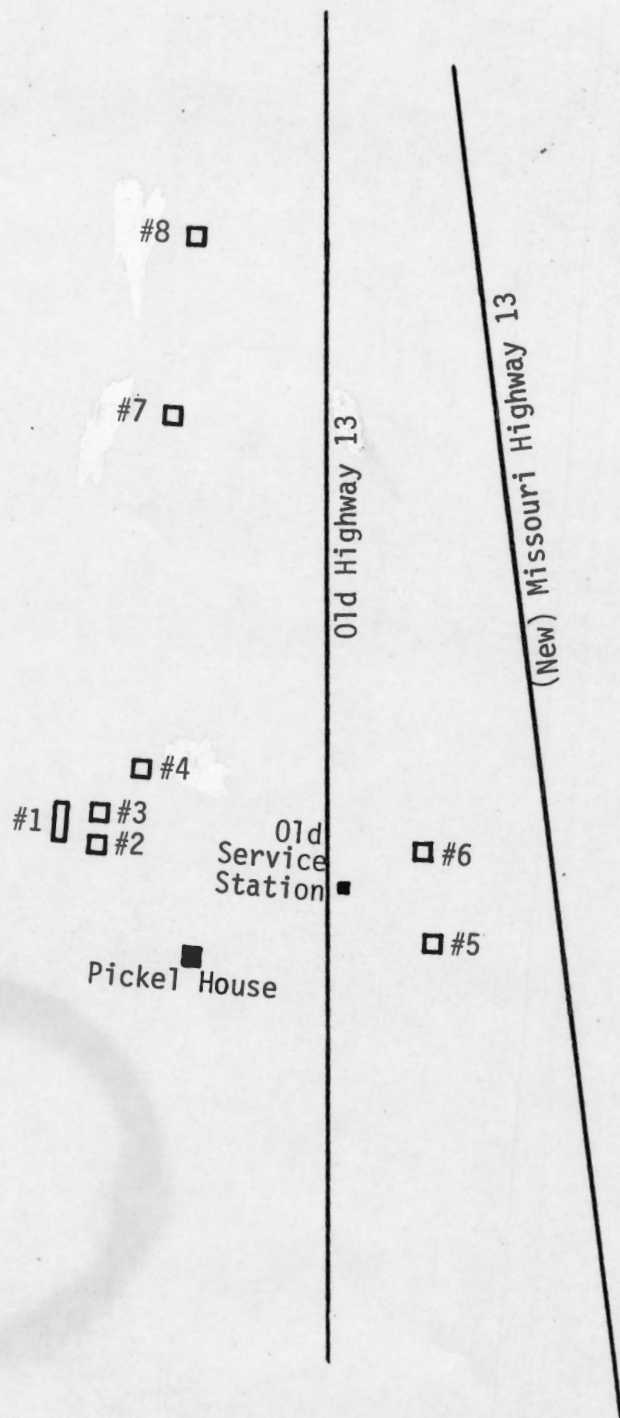 #8
(New) Missouri Highway 13
#7
Old Highway 13
#4
#3
#1
#2
Old
Service
Station
#6
#5
Pickel House